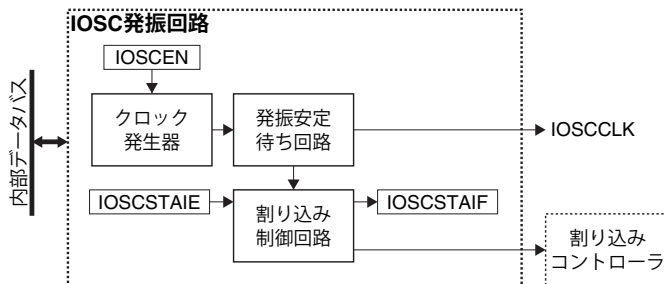 IOSC発振回路
IOSCEN
内部データバス
クロック
発生器
発振安定
待ち回路
IOSCCLK
IOSCSTAIE
割り込み
制御回路
IOSCSTAIF
割り込み
コントローラ